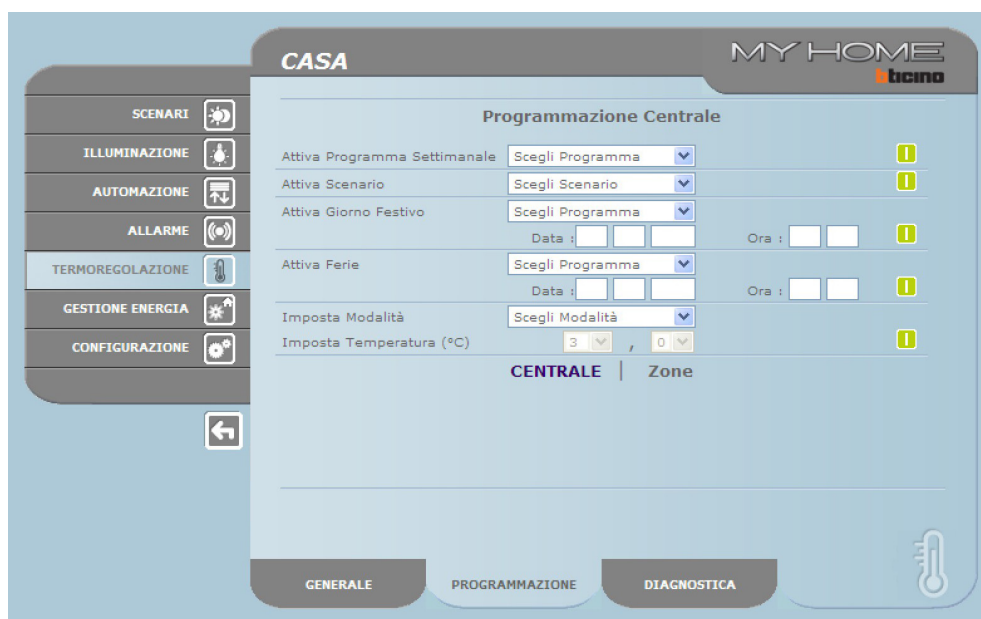 CASA
MY HOME
bticino
SCENARI
ILLUMINAZIONE
AUTOMAZIONE
ALLARME
TERMOREGOLAZIONE
GESTIONE ENERGIA
CONFIGURAZIONE
Programmazione Centrale
Attiva Programma Settimanale Scegli Programma
Attiva Scenario Scegli Scenario
Attiva Giorno Festivo Scegli Programma
Data : Ora :
Attiva Ferie Scegli Programma
Data : Ora :
Imposta Modalità Scegli Modalità
Imposta Temperatura (°C) 3 , 0
CENTRALE | Zone
GENERALE PROGRAMMAZIONE DIAGNOSTICA